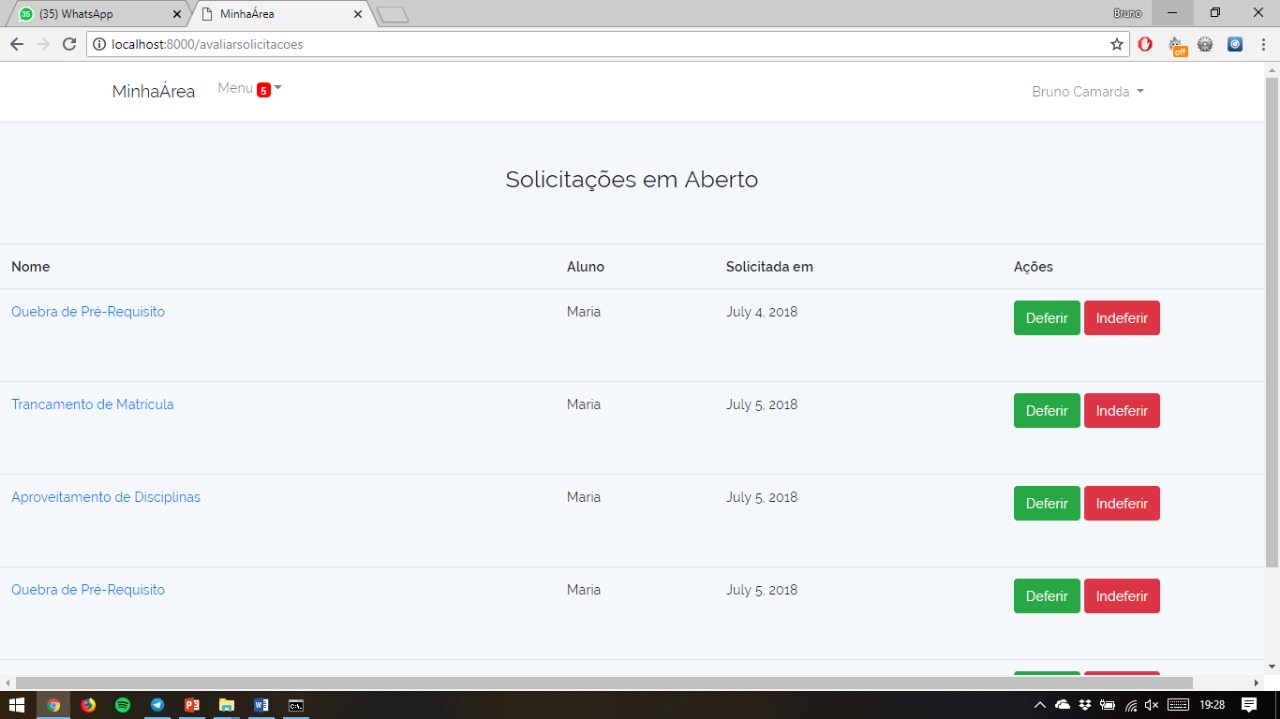 (35) WhatsApp
MinhaÁrea
Bruno
localhost:8000/avaliarsolicitacoes
off
MinhaÁrea Menu 5 Bruno Camarda
Solicitações em Aberto
Nome Aluno Solicitada em Ações
Quebra de Pré-Requisito Maria July 4, 2018 Deferir Indeferir
Trancamento de Matrícula Maria July 5, 2018 Deferir Indeferir
Aproveitamento de Disciplinas Maria July 5, 2018 Deferir Indeferir
Quebra de Pré-Requisito Maria July 5, 2018 Deferir Indeferir
19:28